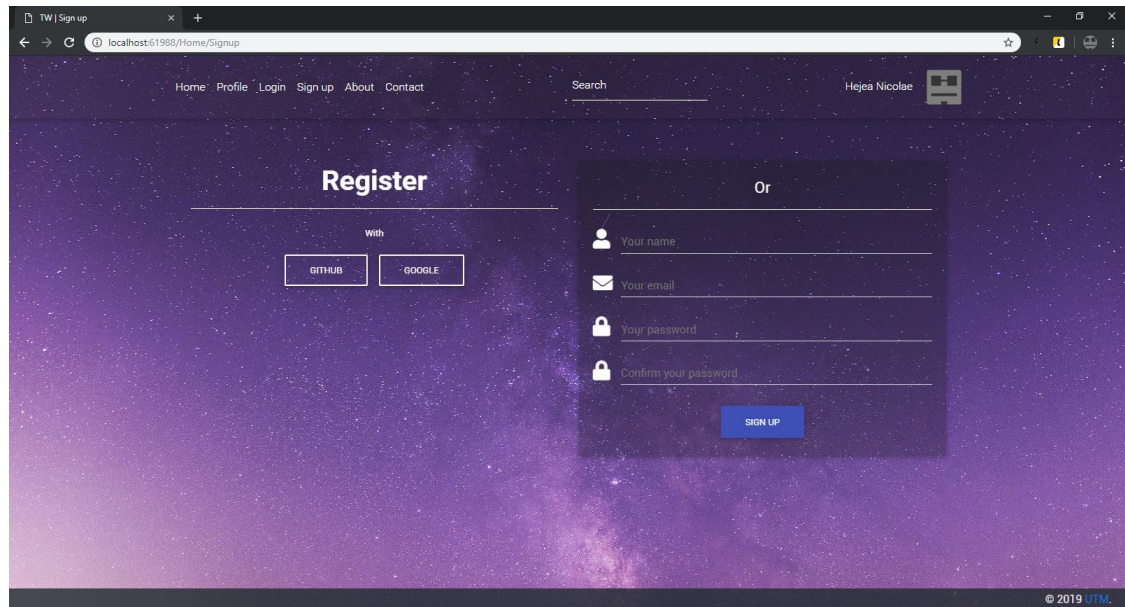 TW | Sign up
localhost:61988/Home/Signup
Home Profile Login Sign up About Contact
Search
Hejea Nicolae
Register
With
GITHUB GOOGLE
Or
Your name
Your email
Your password
Confirm your password
SIGN UP
© 2019 UTM.